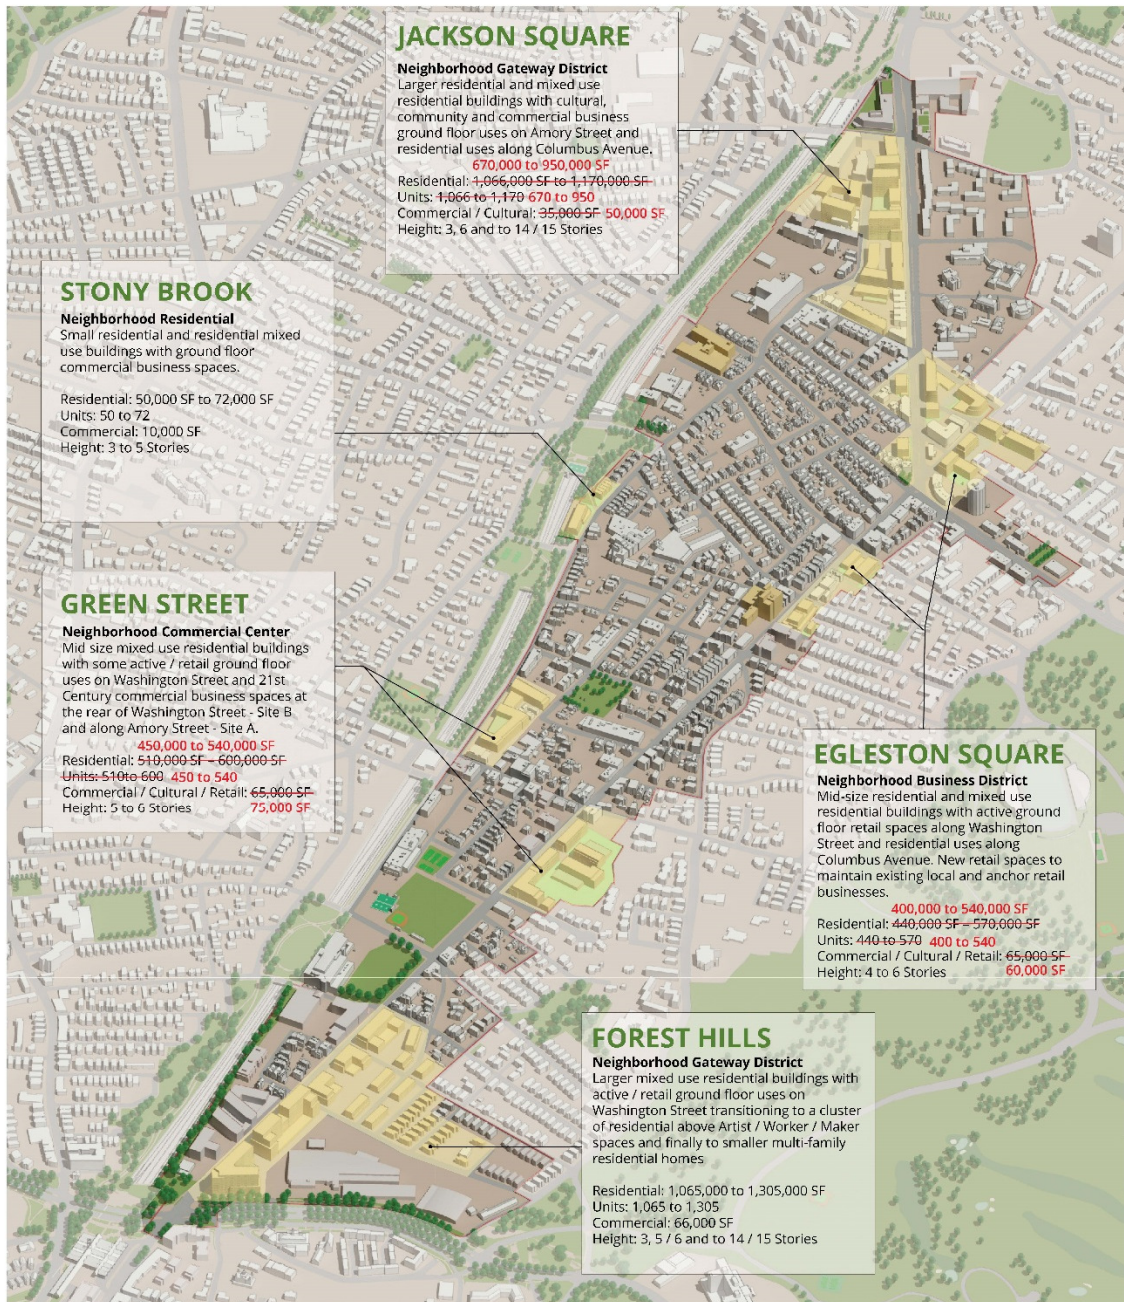 JACKSON SQUARE
Neighborhood Gateway District
Larger residential and mixed use
residential buildings with cultural,
community and commercial business
ground floor uses on Amory Street and
residential uses along Columbus Avenue.
670,000 to 950,000 SF
Residential: 1,066,000 SF to 1,170,000 SF
Units: 1,066 to 1,170 670 to 950
Commercial / Cultural: 35,000 SF 50,000 SF
Height: 3, 6 and to 14 / 15 Stories
STONY BROOK
Neighborhood Residential
Small residential and residential mixed
use buildings with ground floor
commercial business spaces.
Residential: 50,000 SF to 72,000 SF
Units: 50 to 72
Commercial: 10,000 SF
Height: 3 to 5 Stories
GREEN STREET
Neighborhood Commercial Center
Mid size mixed use residential buildings
with some active / retail ground floor
uses on Washington Street and 21st
Century commercial business spaces at
the rear of Washington Street - Site B
and along Amory Street - Site A.
450,000 to 540,000 SF
Residential: 510,000 SF – 600,000 SF
Units: 510to 600 450 to 540
Commercial / Cultural / Retail: 65,000 SF
Height: 5 to 6 Stories 75,000 SF
EGLESTON SQUARE
Neighborhood Business District
Mid-size residential and mixed use
residential buildings with active ground
floor retail spaces along Washington
Street and residential uses along
Columbus Avenue. New retail spaces to
maintain existing local and anchor retail
businesses.
400,000 to 540,000 SF
Residential: 440,000 SF – 570,000 SF
Units: 440 to 570 400 to 540
Commercial / Cultural / Retail: 65,000 SF
Height: 4 to 6 Stories 60,000 SF
FOREST HILLS
Neighborhood Gateway District
Larger mixed use residential buildings with
active / retail ground floor uses on
Washington Street transitioning to a cluster
of residential above Artist / Worker / Maker
spaces and finally to smaller multi-family
residential homes
Residential: 1,065,000 to 1,305,000 SF
Units: 1,065 to 1,305
Commercial: 66,000 SF
Height: 3, 5 / 6 and to 14 / 15 Stories